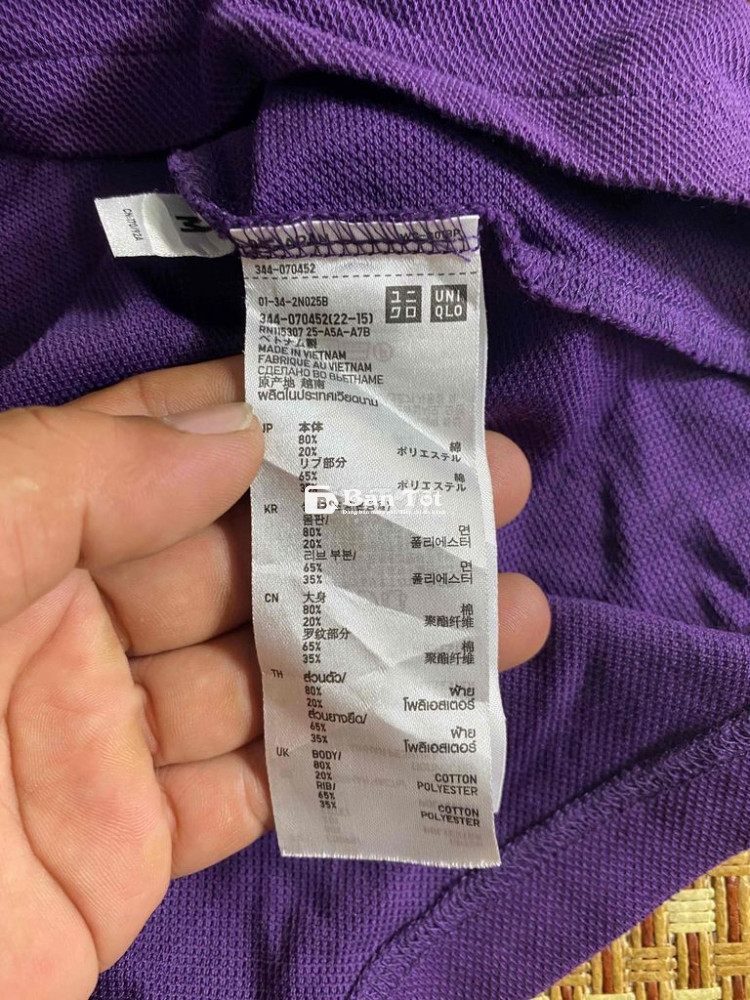 M
344-070452
01-34-2N025B
ユニクロ
UNIQLO
344-070452(22-15)
RN115307 25-A5A-A7B
ベトナム製
MADE IN VIETNAM
FABRIQUÉ AU VIETNAM
СДЕЛАНО ВО ВЬЕТНАМЕ
原产地 越南
ผลิตในประเทศเวียดนาม
JP 本体
80% 綿
20% ポリエステル
リブ部分
65% 綿
35% ポリエステル
Ban Tot
KR
몸판/
80% 면
20% 폴리에스터
리브 부분/
65% 면
35% 폴리에스터
CN 大身
80% 棉
20% 聚酯纤维
罗纹部分
65% 棉
35% 聚酯纤维
TH ส่วนตัว/
80% ฝ้าย
20% โพลิเอสเตอร์
ส่วนยางยืด/
65% ฝ้าย
35% โพลิเอสเตอร์
UK BODY/
80% COTTON
20% POLYESTER
RIB/
65% COTTON
35% POLYESTER